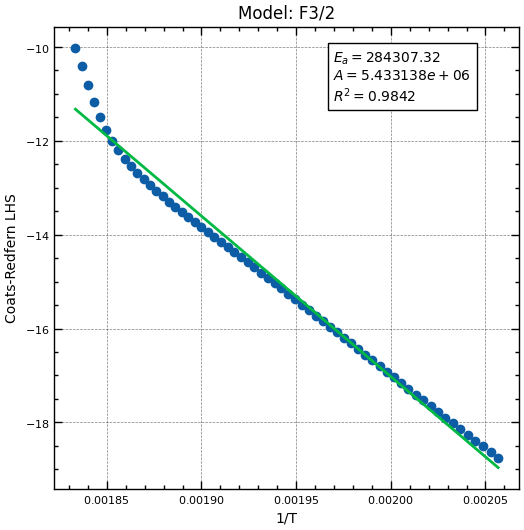 Model: F3/2
E_a = 284307.32
A = 5.433138e + 06
R² = 0.9842
−10
−12
−14
−16
−18
Coats-Redfern LHS
0.00185 0.00190 0.00195 0.00200 0.00205
1/T